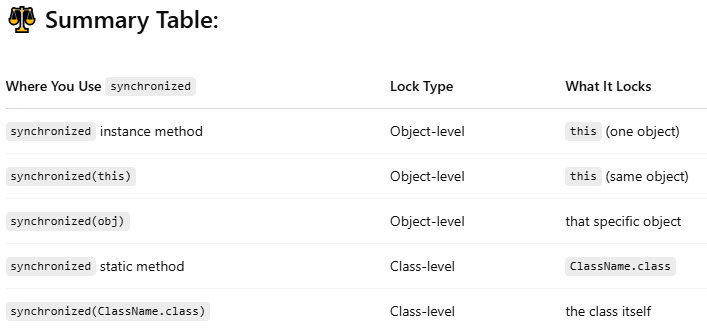 ⚖️ Summary Table:
Where You Use synchronized Lock Type What It Locks
synchronized instance method Object-level this (one object)
synchronized(this) Object-level this (same object)
synchronized(obj) Object-level that specific object
synchronized static method Class-level ClassName.class
synchronized(ClassName.class) Class-level the class itself